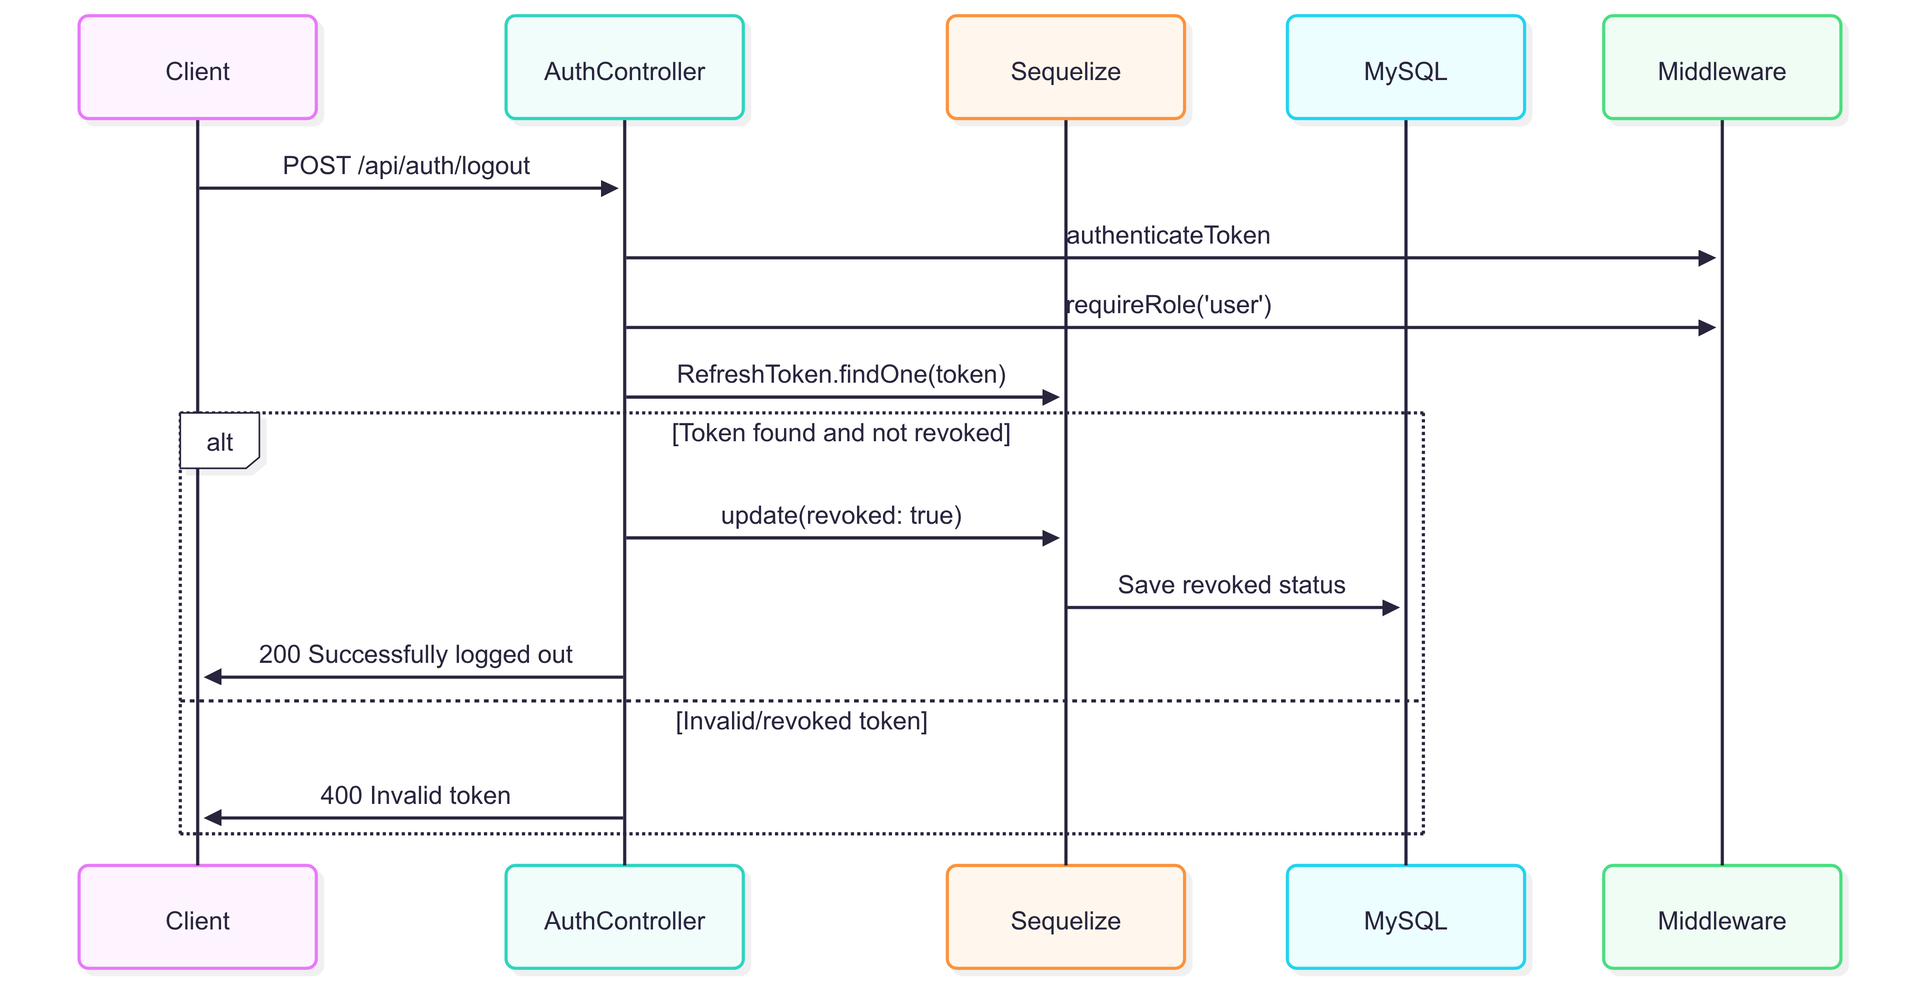 Client
AuthController
Sequelize
MySQL
Middleware
POST /api/auth/logout
authenticateToken
requireRole('user')
RefreshToken.findOne(token)
alt
[Token found and not revoked]
update(revoked: true)
Save revoked status
200 Successfully logged out
[Invalid/revoked token]
400 Invalid token
Client
AuthController
Sequelize
MySQL
Middleware